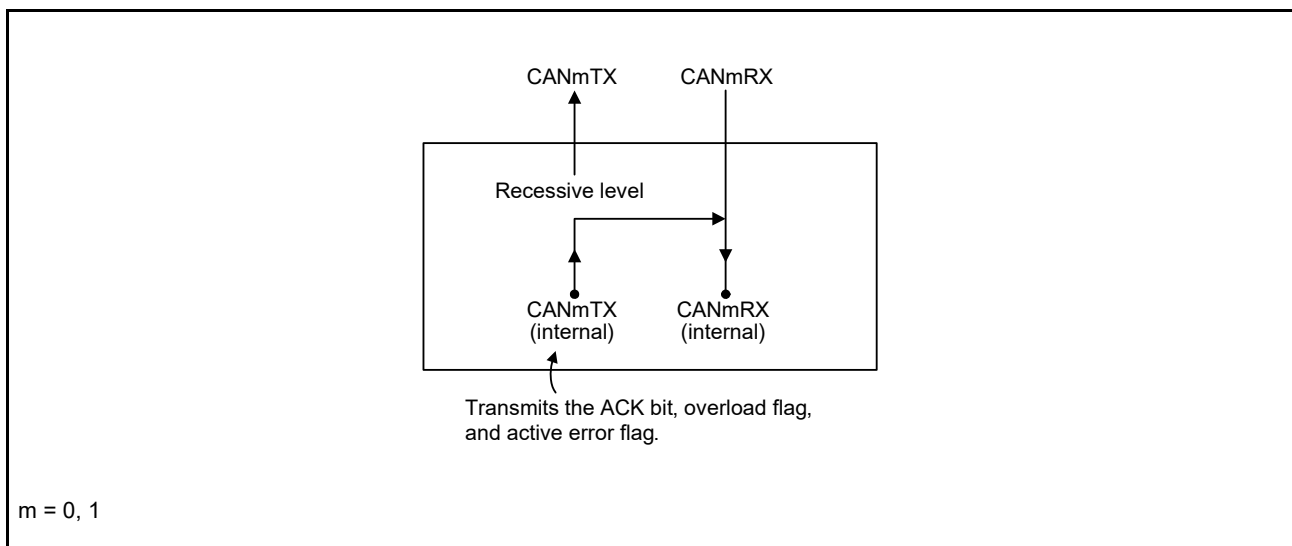 CANmTX
CANmRX
Recessive level
CANmTX
(internal)
CANmRX
(internal)
Transmits the ACK bit, overload flag,
and active error flag.
m = 0, 1